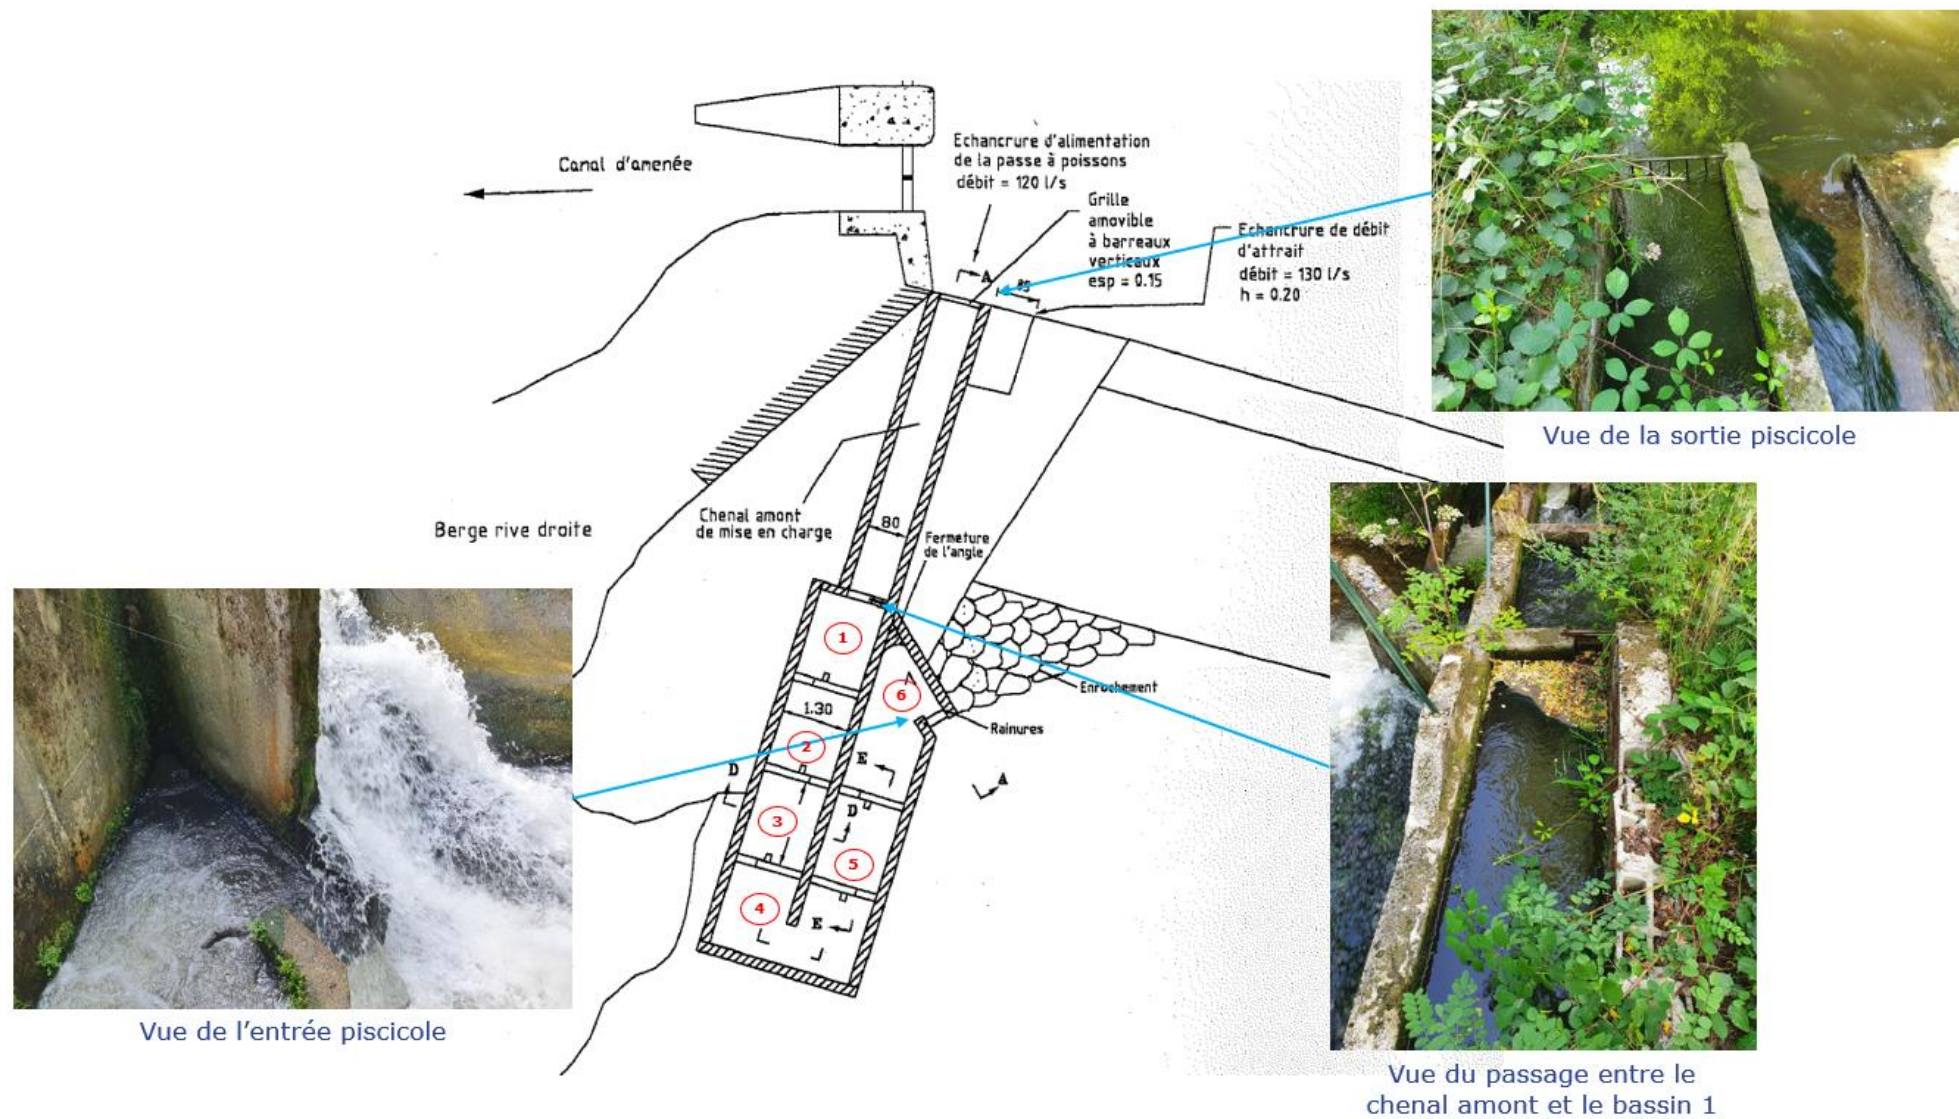 Canal d'amenée
Echancrure d'alimentation
de la passe à poissons
débit = 120 l/s
Grille
amovible
à barreaux
verticaux
esp = 0.15
Echancrure de débit
d'attrait
débit = 130 l/s
h = 0.20
A
Vue de la sortie piscicole
Chenal amont
de mise en charge
80
Fermeture
de l'angle
Berge rive droite
1
6
Enrochement
1.30
Rainures
2
E
D
A
3
D
5
4
E
Vue de l'entrée piscicole
Vue du passage entre le
chenal amont et le bassin 1